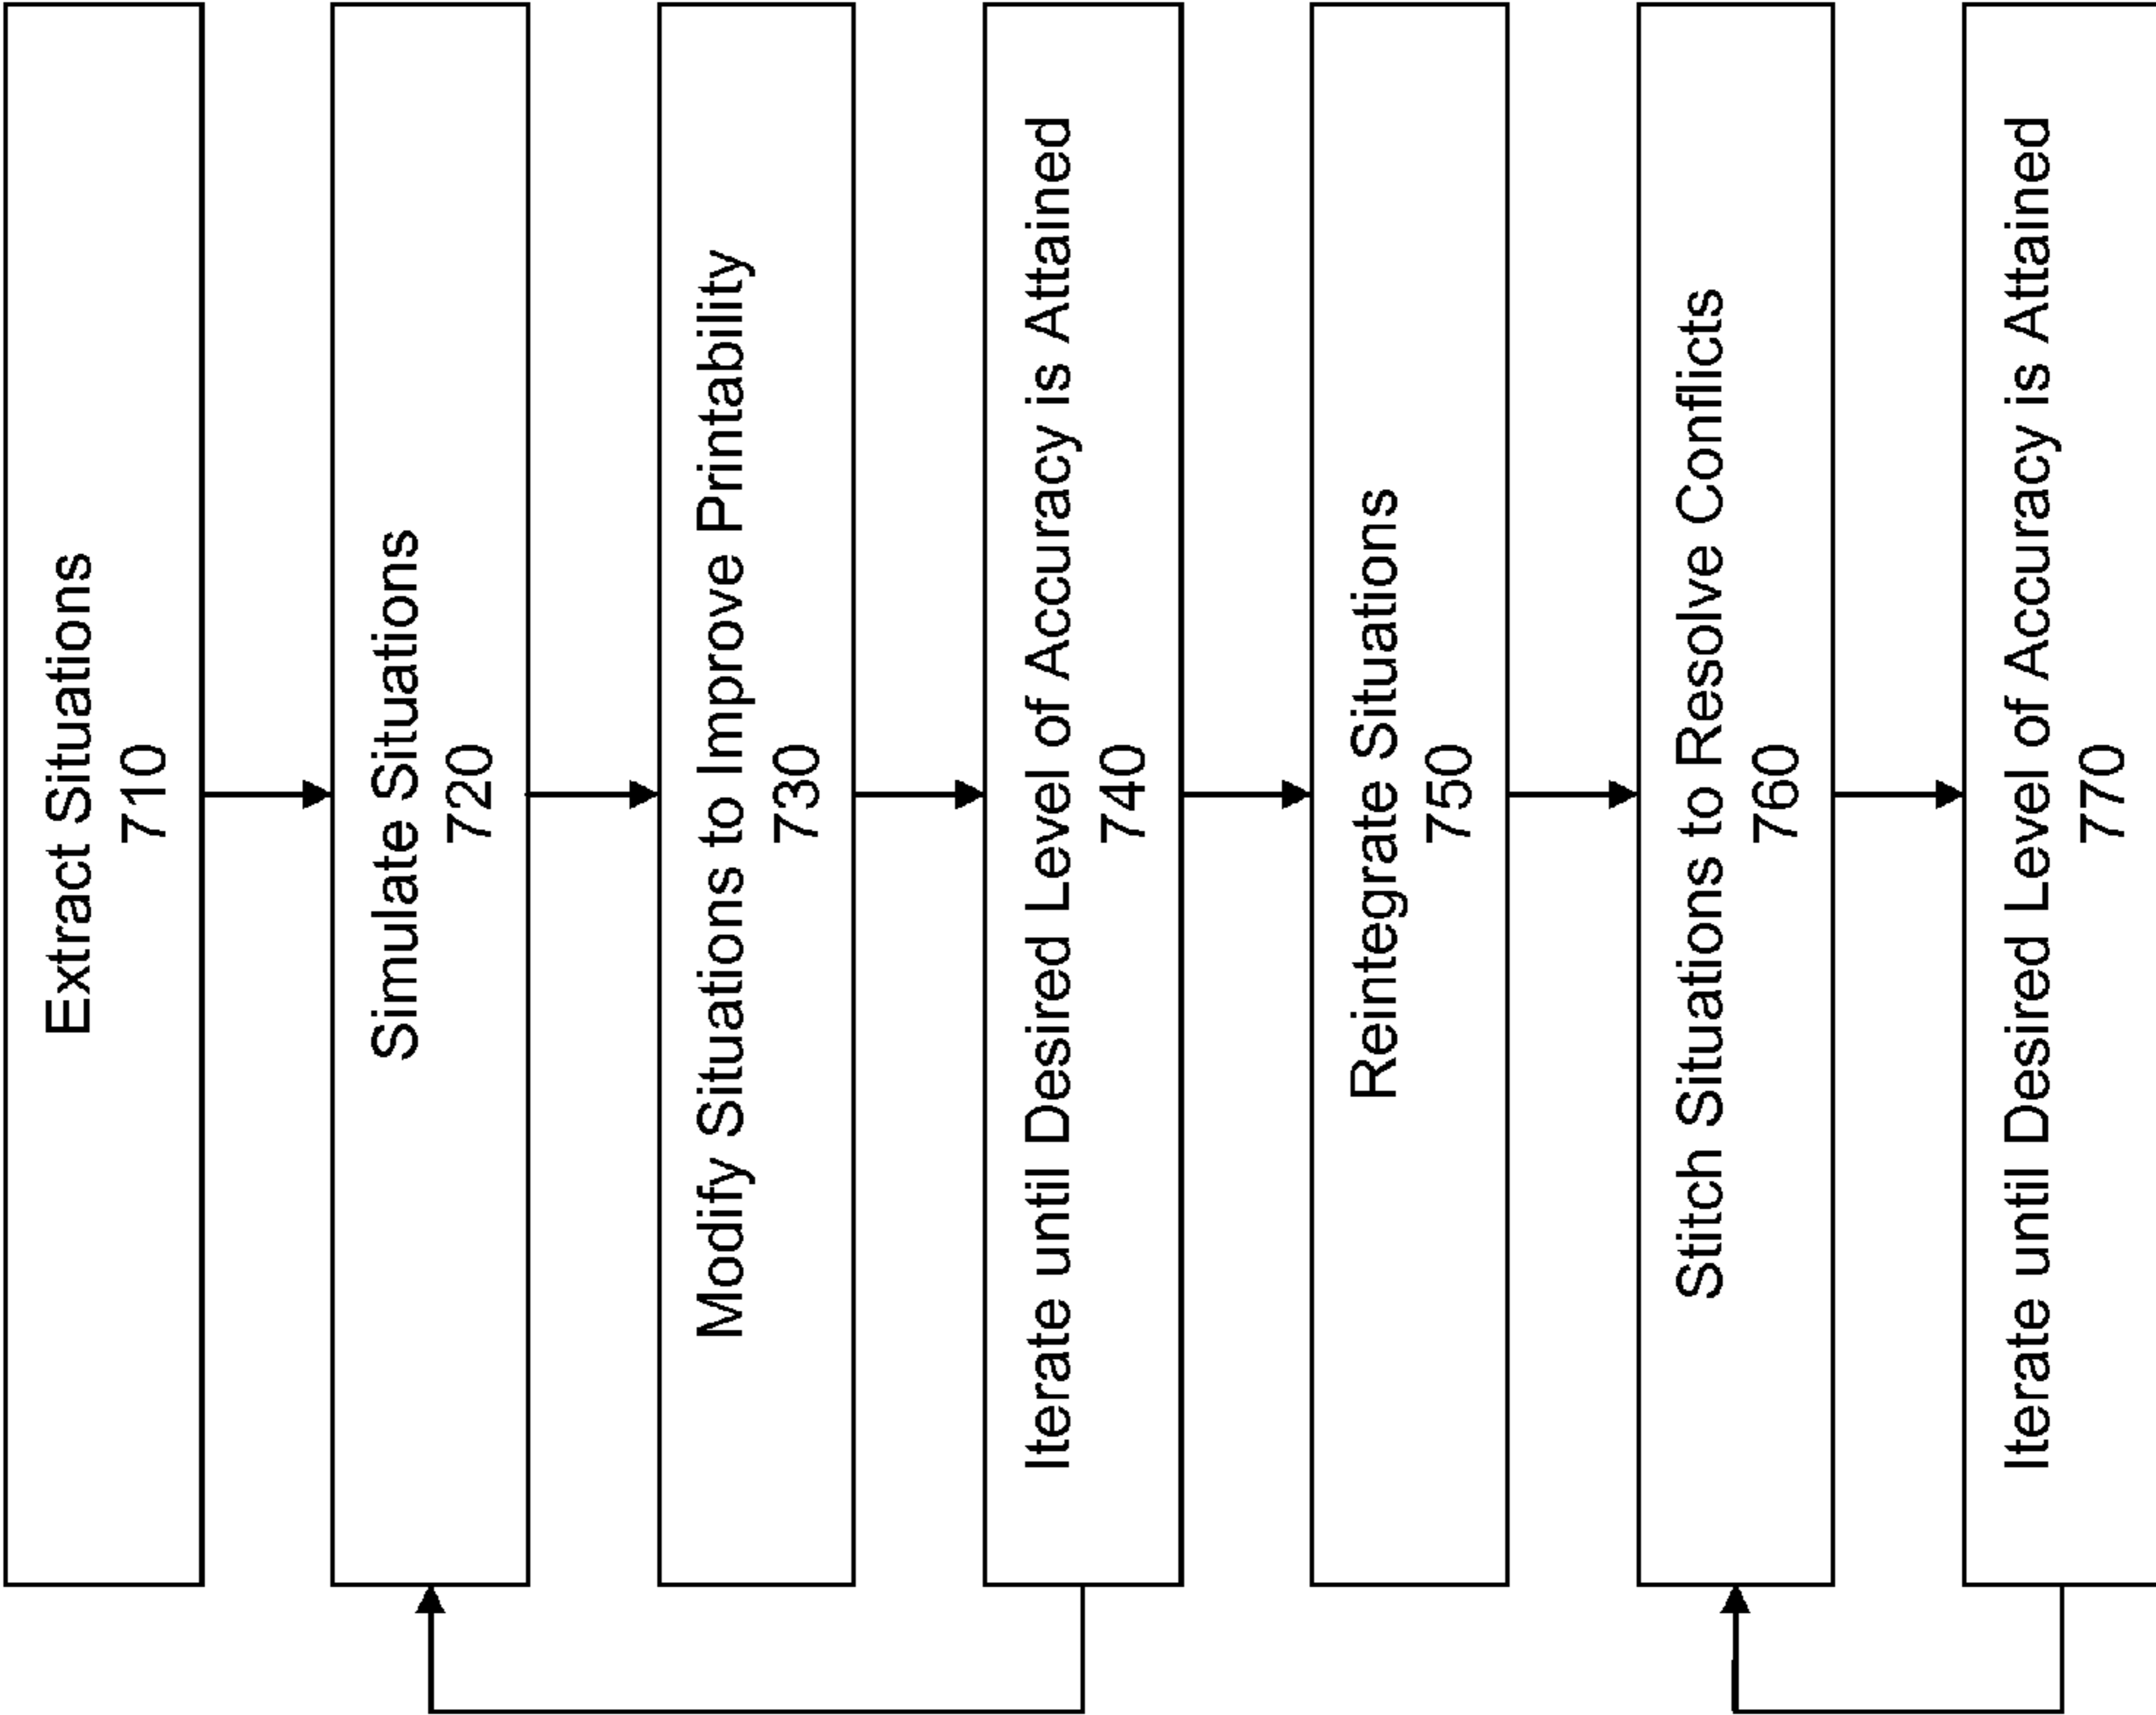 Extract Situations
710
Simulate Situations
720
Modify Situations to Improve Printability
730
Iterate until Desired Level of Accuracy is Attained
740
Reintegrate Situations
750
Stitch Situations to Resolve Conflicts
760
Iterate until Desired Level of Accuracy is Attained
770